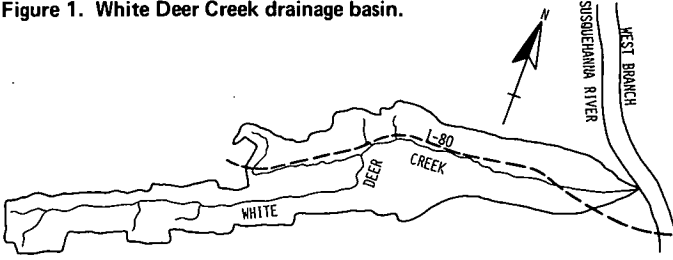 Figure 1. White Deer Creek drainage basin.
N
SUSQUEHANNA RIVER
WEST BRANCH
I-80
DEER
CREEK
WHITE